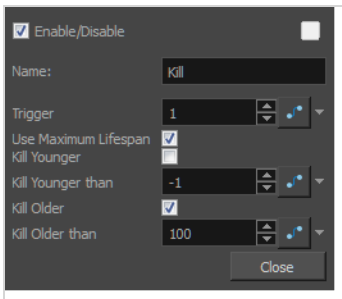 Enable/Disable
Name: Kill
Trigger 1
Use Maximum Lifespan
Kill Younger
Kill Younger than -1
Kill Older
Kill Older than 100
Close